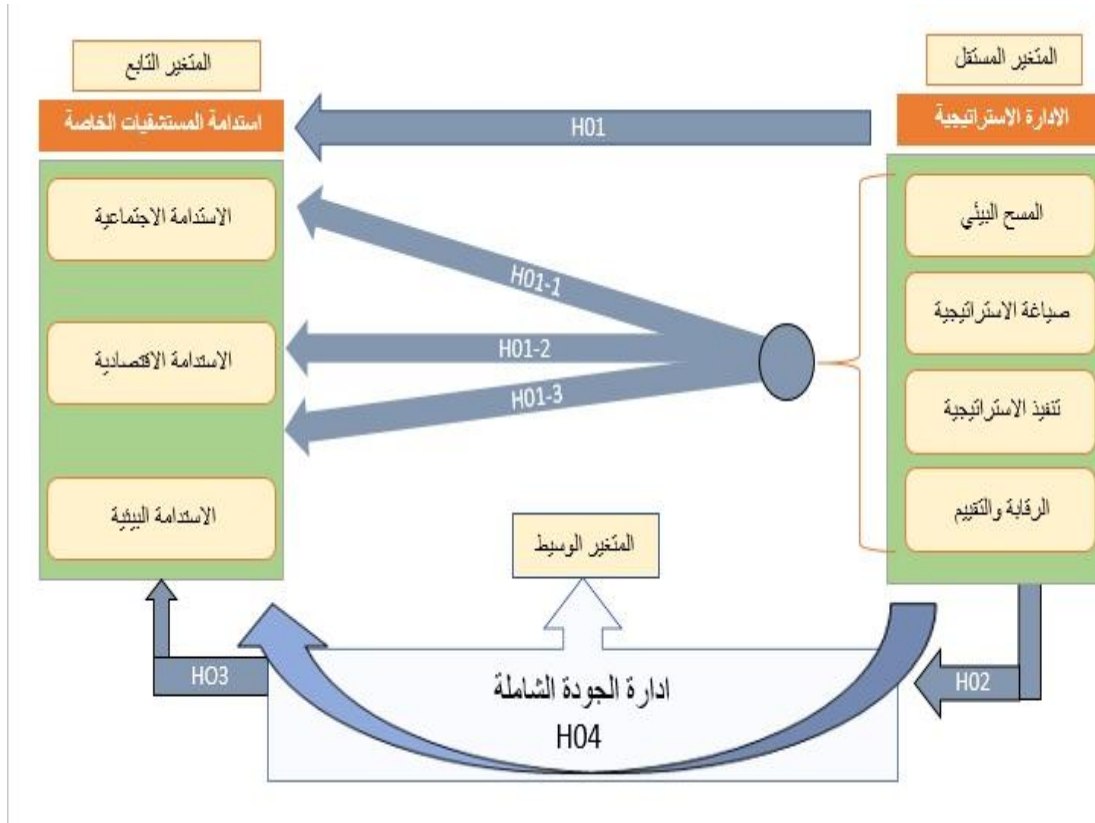 المتغير المستقل
الادارة الاستراتيجية
المسح البيئي
صياغة الاستراتيجية
تنفيذ الاستراتيجية
الرقابة والتقييم
المتغير التابع
استدامة المستشفيات الخاصة
الاستدامة الاجتماعية
الاستدامة الاقتصادية
الاستدامة البيئية
H01
H01-1
H01-2
H01-3
المتغير الوسيط
H02
ادارة الجودة الشاملة
H04
HO3